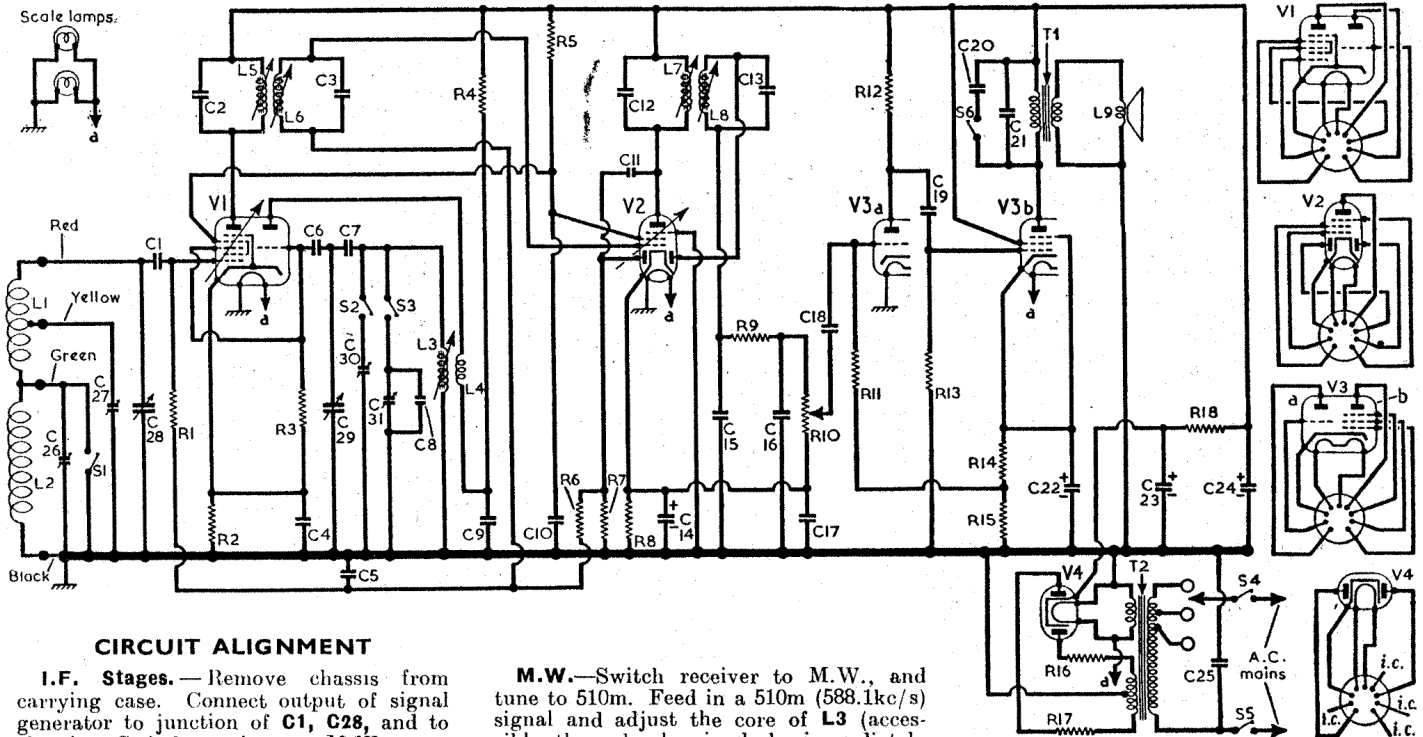 Scale lamps.
a
Red
Yellow
Green
Black
L1
L2
C26
S1
C27
C28
C1
R1
C2
L5
L6
C3
V1
a
R2
R3
C4
C5
C6
C7
C29
S2
C30
S3
C31
C8
L3
L4
R4
C9
R5
C10
C12
L7
L8
C13
C11
V2
a
R6
R7
R8
C14
C15
R9
C16
R10
C17
C18
R11
R12
V3a
C19
R13
C20
S6
C21
T1
L9
V3b
a
R14
R15
C22
C23
R18
C24
V4
T2
R16
a
R17
C25
S4
A.C. mains
S5
V1
V2
a V3 b
V4
i.c.
i.c.
i.c.
i.c.
CIRCUIT ALIGNMENT
I.F. Stages.—Remove chassis from
carrying case. Connect output of signal
generator to junction of C1, C28, and to
M.W.—Switch receiver to M.W., and
tune to 510m. Feed in a 510m (588.1kc/s)
signal and adjust the core of L3 (acces-